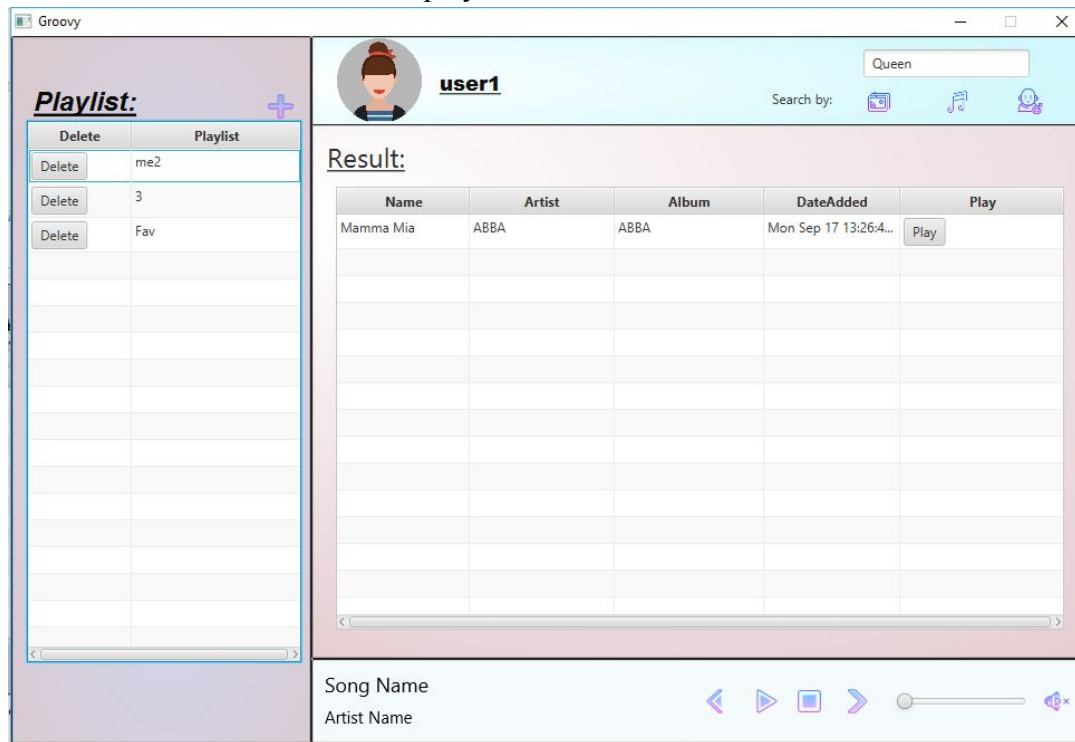 play
Groovy
Playlist:
Delete Playlist
Delete me2
Delete 3
Delete Fav
user1
Queen
Search by:
Result:
Name Artist Album DateAdded Play
Mamma Mia ABBA ABBA Mon Sep 17 13:26:4... Play
Song Name
Artist Name